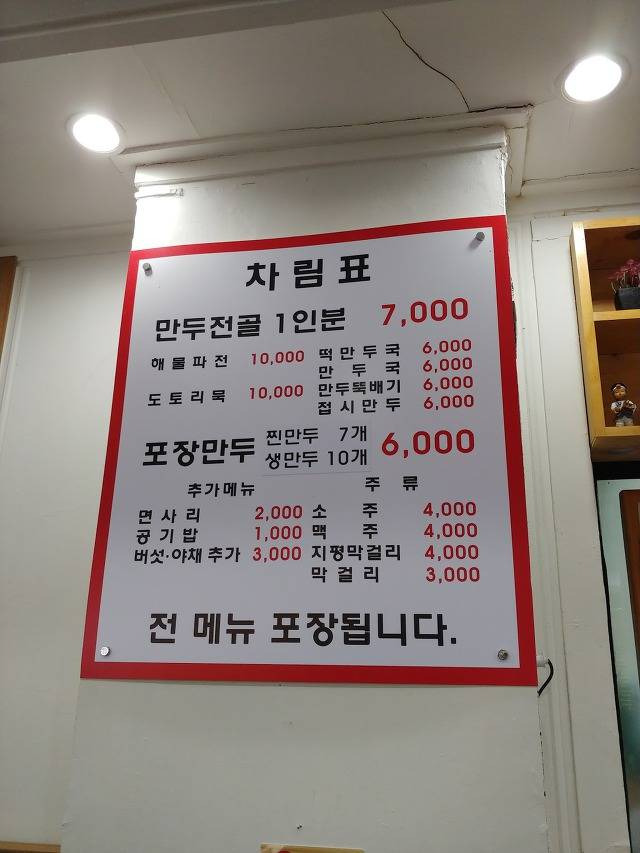 차림표
만두전골 1인분 7,000
해물파전 10,000
도토리묵 10,000
떡만두국 6,000
만두국 6,000
만두뚝배기 6,000
접시만두 6,000
포장만두 찐만두 7개 6,000
생만두 10개
추가메뉴
면사리 2,000
공기밥 1,000
버섯·야채 추가 3,000
주류
소주 4,000
맥주 4,000
지평막걸리 4,000
막걸리 3,000
전 메뉴 포장됩니다.